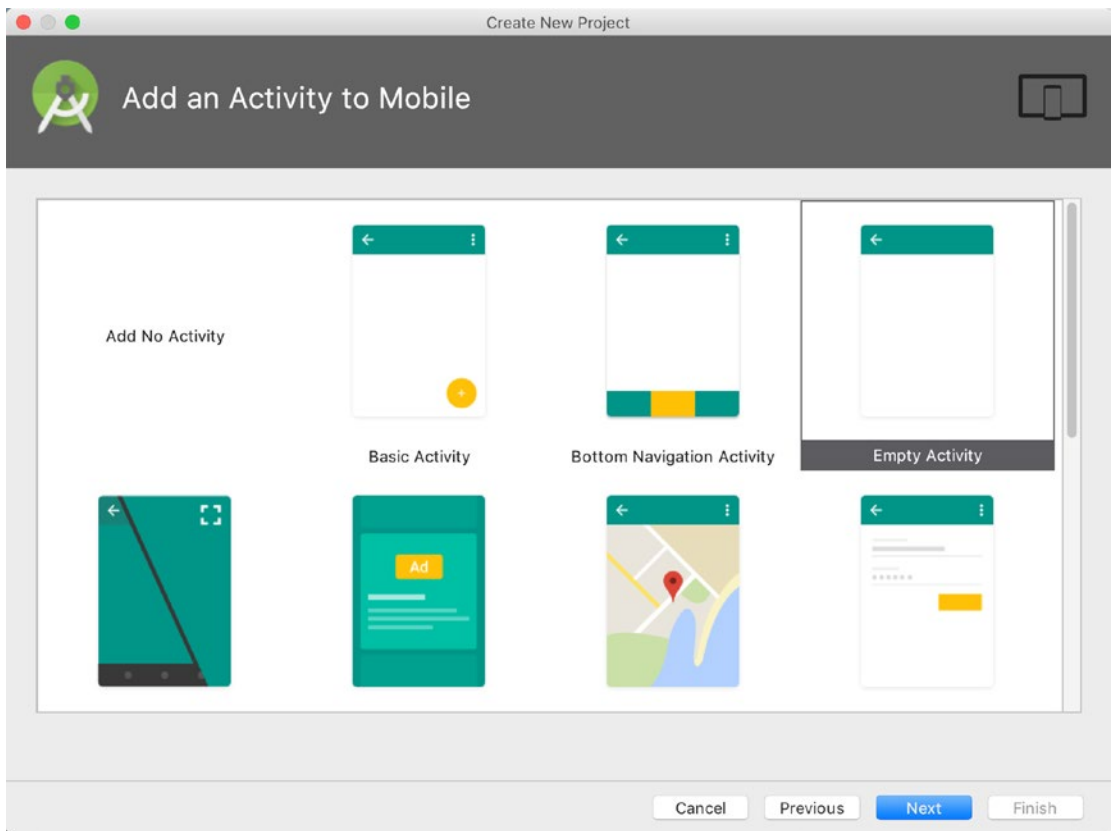 Create New Project
Add an Activity to Mobile
Add No Activity
Basic Activity
Bottom Navigation Activity
Empty Activity
Ad
Cancel
Previous
Next
Finish